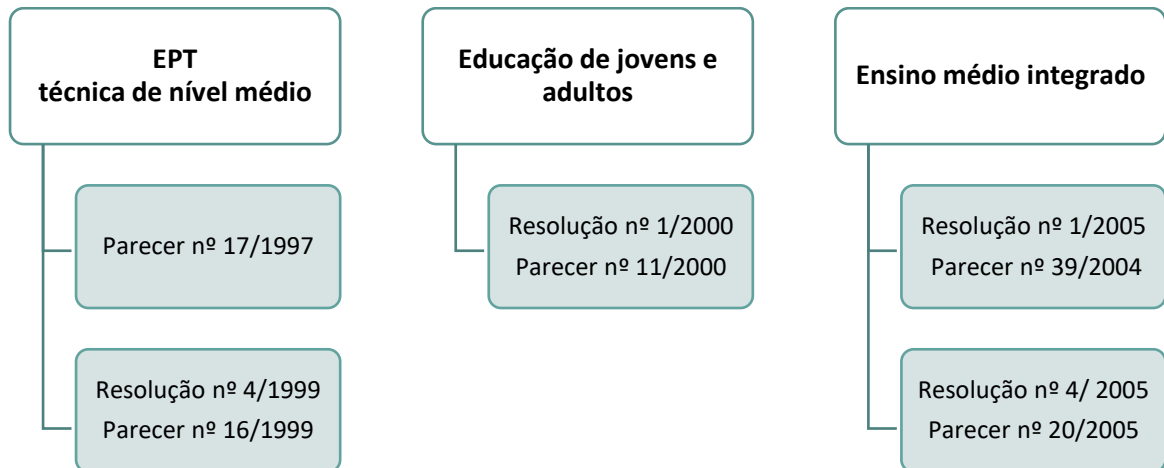 EPT
técnica de nível médio
Parecer nº 17/1997
Resolução nº 4/1999
Parecer nº 16/1999
Educação de jovens e
adultos
Resolução nº 1/2000
Parecer nº 11/2000
Ensino médio integrado
Resolução nº 1/2005
Parecer nº 39/2004
Resolução nº 4/ 2005
Parecer nº 20/2005